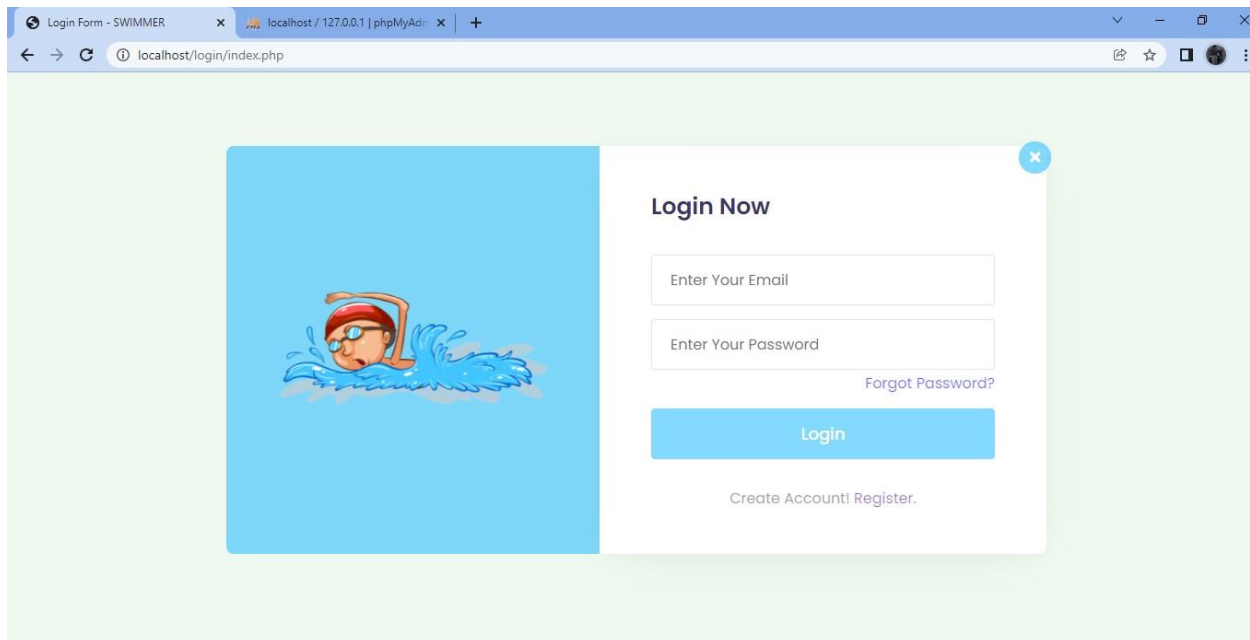 Login Form - SWIMMER
localhost / 127.0.0.1 | phpMyAdm
localhost/login/index.php
Login Now
Enter Your Email
Enter Your Password
Forgot Password?
Login
Create Account! Register.